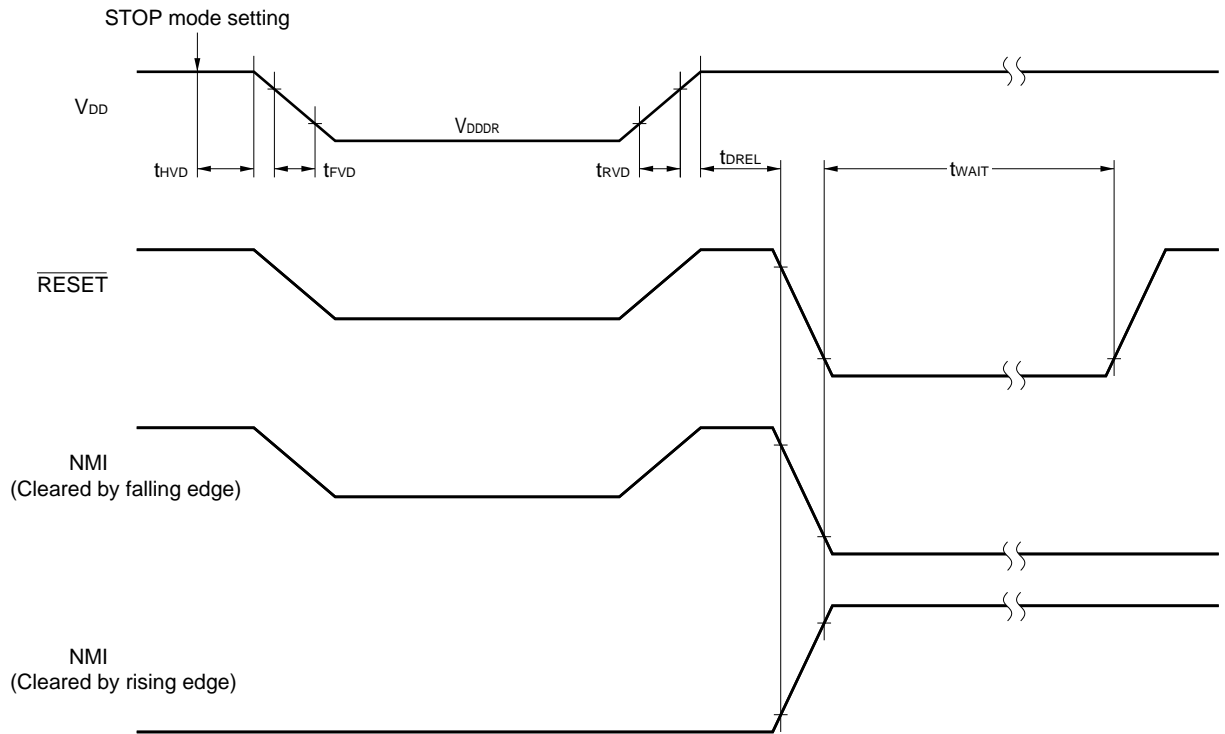 STOP mode setting
VDD
VDDDR
tHVD
tFVD
tRVD
tDREL
tWAIT
RESET
NMI
(Cleared by falling edge)
NMI
(Cleared by rising edge)